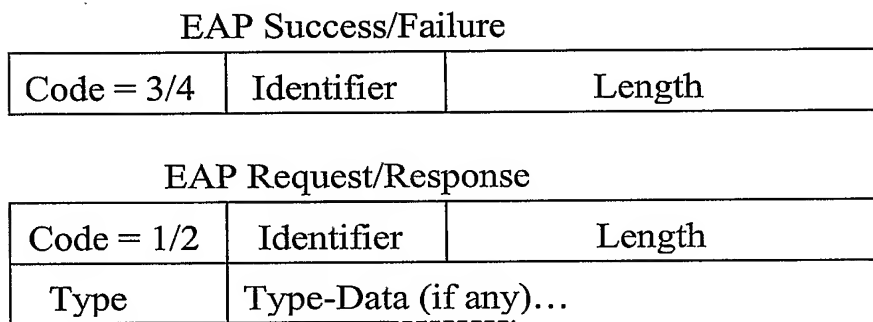 EAP Success/Failure
Code = 3/4 Identifier Length
EAP Request/Response
Code = 1/2 Identifier Length
Type Type-Data (if any)...